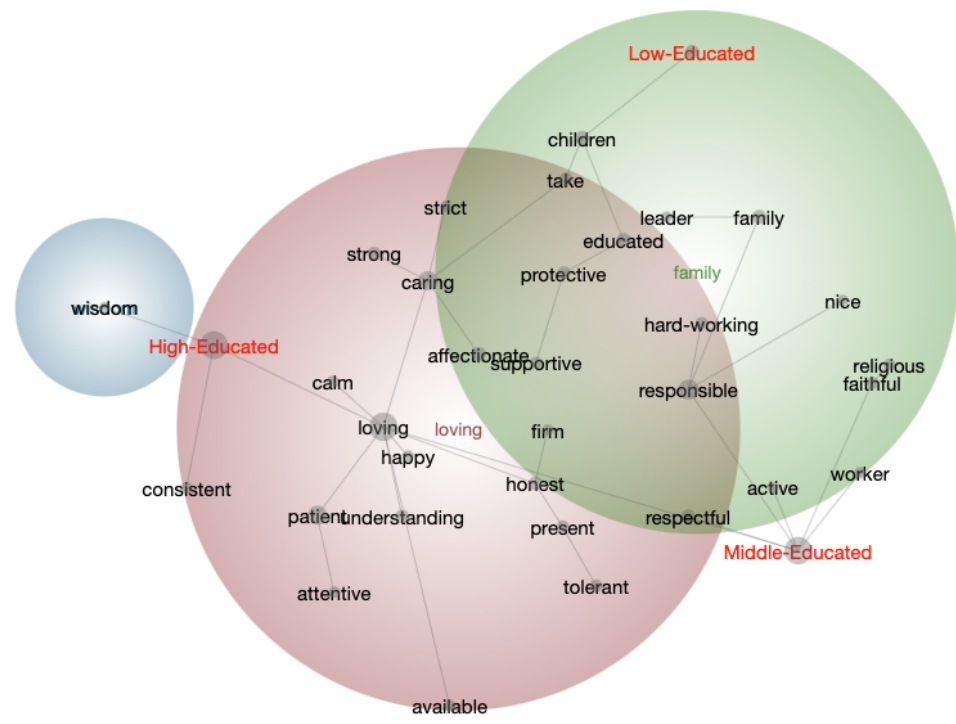 Low-Educated
children
take
strict
leader
family
educated
strong
protective
family
caring
nice
wisdom
hard-working
High-Educated
affectionate
supportive
religious
calm
faithful
responsible
loving
loving
firm
happy
worker
consistent
honest
active
patient
understanding
respectful
present
Middle-Educated
attentive
tolerant
available